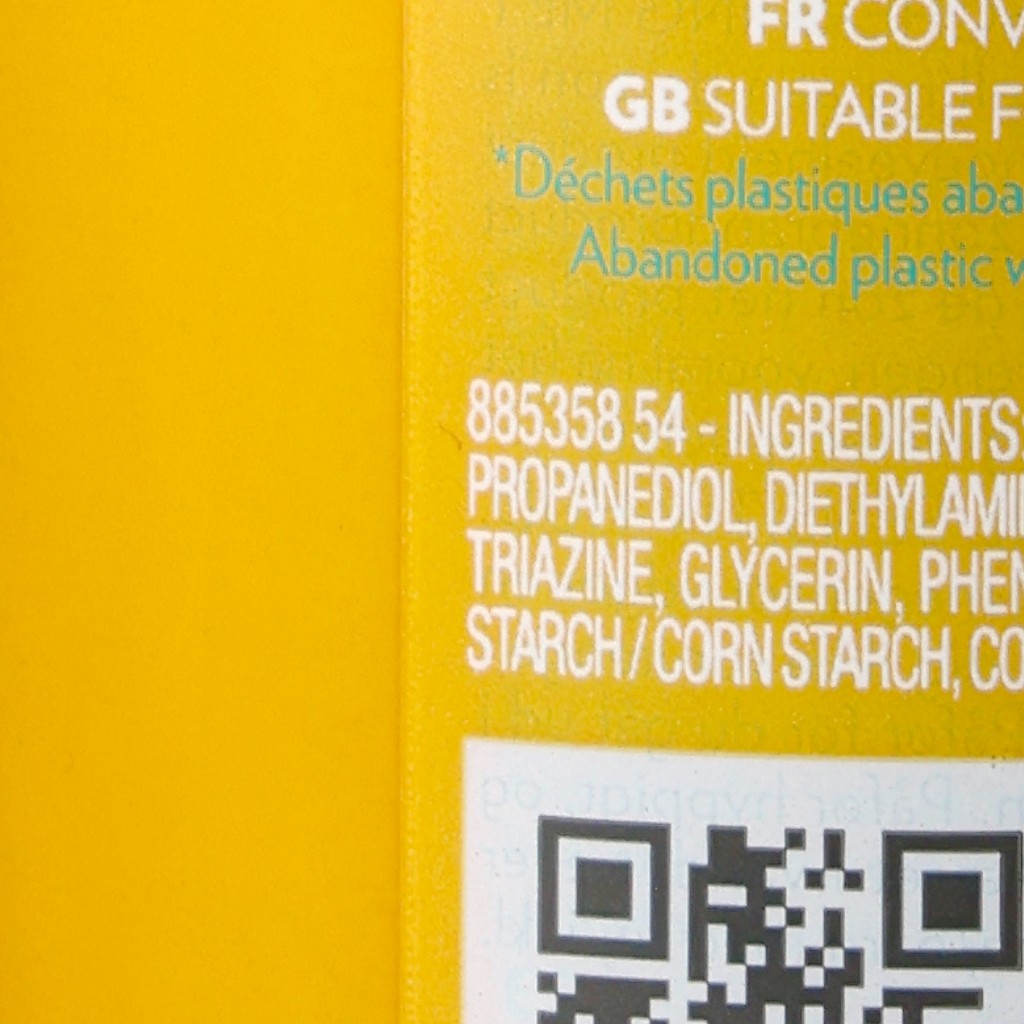 FR CONV
GB SUITABLE F
*Déchets plastiques aba
Abandoned plastic w
885358 54 - INGREDIENTS:
PROPANEDIOL, DIETHYLAMI
TRIAZINE, GLYCERIN, PHEN
STARCH / CORN STARCH, CO